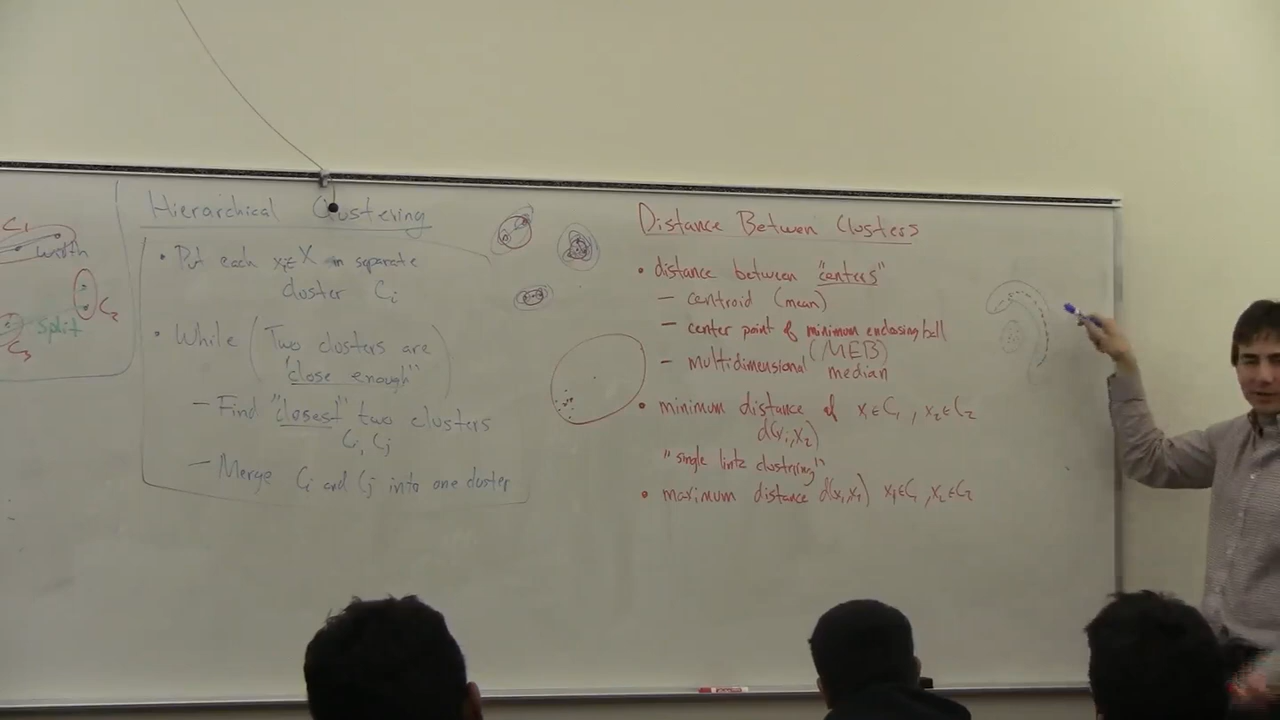 C₁
width
C₂
split
C₃
Hierarchical Clustering
• Put each xᵢ∈X in separate
cluster Cᵢ
• While (Two clusters are
"close enough")
– Find "closest" two clusters
Cᵢ, Cⱼ
– Merge Cᵢ and Cⱼ into one cluster
Distance Betwen Clusters
• distance between "centers"
– centroid (mean)
– center point of minimum enclosing ball
(MEB)
– multidimensional median
• minimum distance of x₁∈C₁, x₂∈C₂
d(x₁,x₂)
"single link clustring"
• maximum distance d(x₁,x₂) x₁∈C₁, x₂∈C₂